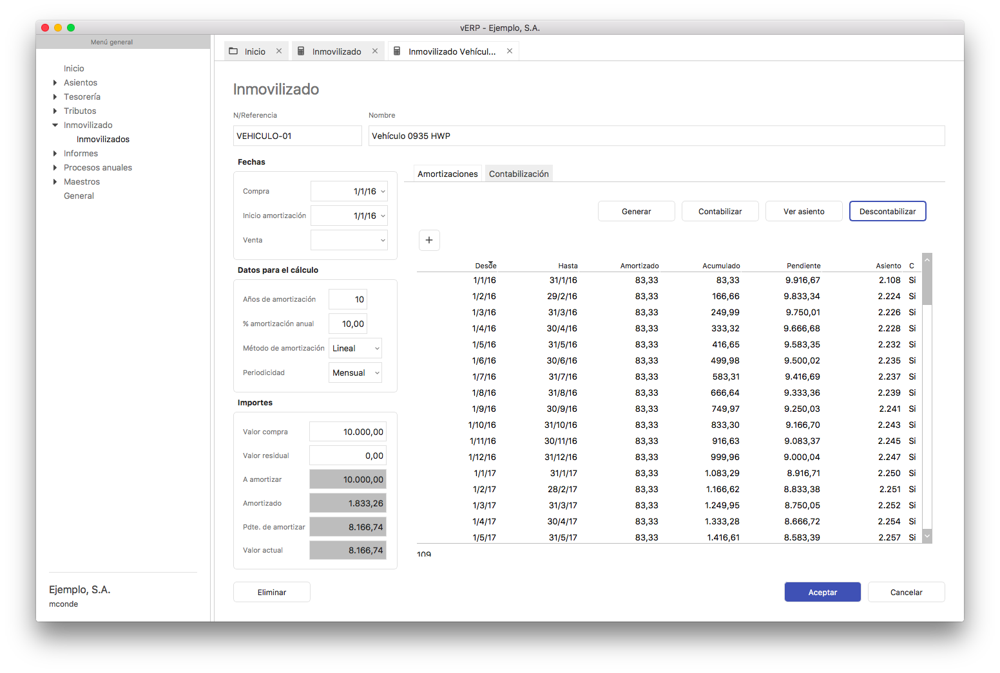 vERP - Ejemplo, S.A.
Menú general
Inicio
Asientos
Tesorería
Tributos
Inmovilizado
Inmovilizados
Informes
Procesos anuales
Maestros
General
Ejemplo, S.A.
mconde
Inicio Inmovilizado Inmovilizado Vehícul...
Inmovilizado
N/Referencia Nombre
VEHICULO-01 Vehículo 0935 HWP
Fechas
Compra 1/1/16
Inicio amortización 1/1/16
Venta
Datos para el cálculo
Años de amortización 10
% amortización anual 10,00
Método de amortización Lineal
Periodicidad Mensual
Importes
Valor compra 10.000,00
Valor residual 0,00
A amortizar 10.000,00
Amortizado 1.833,26
Pdte. de amortizar 8.166,74
Valor actual 8.166,74
Amortizaciones Contabilización
Generar Contabilizar Ver asiento Descontabilizar
+
Desde Hasta Amortizado Acumulado Pendiente Asiento C
1/1/16 31/1/16 83,33 83,33 9.916,67 2.108 Si
1/2/16 29/2/16 83,33 166,66 9.833,34 2.224 Si
1/3/16 31/3/16 83,33 249,99 9.750,01 2.226 Si
1/4/16 30/4/16 83,33 333,32 9.666,68 2.228 Si
1/5/16 31/5/16 83,33 416,65 9.583,35 2.232 Si
1/6/16 30/6/16 83,33 499,98 9.500,02 2.235 Si
1/7/16 31/7/16 83,33 583,31 9.416,69 2.237 Si
1/8/16 31/8/16 83,33 666,64 9.333,36 2.239 Si
1/9/16 30/9/16 83,33 749,97 9.250,03 2.241 Si
1/10/16 31/10/16 83,33 833,30 9.166,70 2.243 Si
1/11/16 30/11/16 83,33 916,63 9.083,37 2.245 Si
1/12/16 31/12/16 83,33 999,96 9.000,04 2.247 Si
1/1/17 31/1/17 83,33 1.083,29 8.916,71 2.250 Si
1/2/17 28/2/17 83,33 1.166,62 8.833,38 2.251 Si
1/3/17 31/3/17 83,33 1.249,95 8.750,05 2.252 Si
1/4/17 30/4/17 83,33 1.333,28 8.666,72 2.254 Si
1/5/17 31/5/17 83,33 1.416,61 8.583,39 2.257 Si
109
Eliminar Aceptar Cancelar